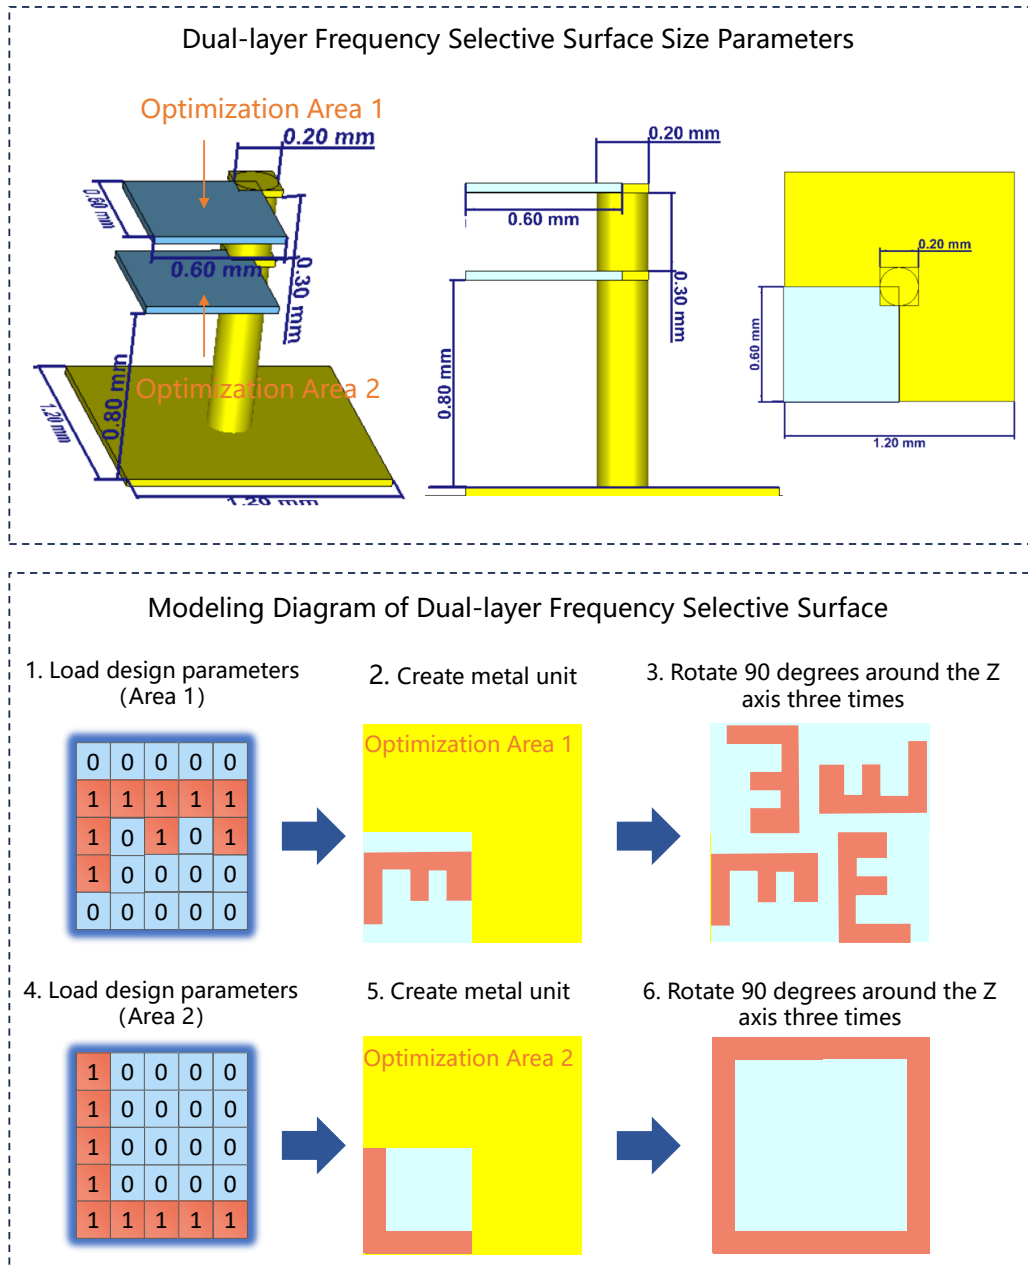 Dual-layer Frequency Selective Surface Size Parameters
Optimization Area 1
0.20 mm
0.60 mm
0.60 mm
0.30 mm
Optimization Area 2
0.80 mm
1.20 mm
1.20 mm
0.20 mm
0.60 mm
0.30 mm
0.80 mm
0.20 mm
0.60 mm
1.20 mm
Modeling Diagram of Dual-layer Frequency Selective Surface
1. Load design parameters
(Area 1)
2. Create metal unit
3. Rotate 90 degrees around the Z
axis three times
0 0 0 0 0
1 1 1 1 1
1 0 1 0 1
1 0 0 0 0
0 0 0 0 0
Optimization Area 1
4. Load design parameters
(Area 2)
5. Create metal unit
6. Rotate 90 degrees around the Z
axis three times
1 0 0 0 0
1 0 0 0 0
1 0 0 0 0
1 0 0 0 0
1 1 1 1 1
Optimization Area 2